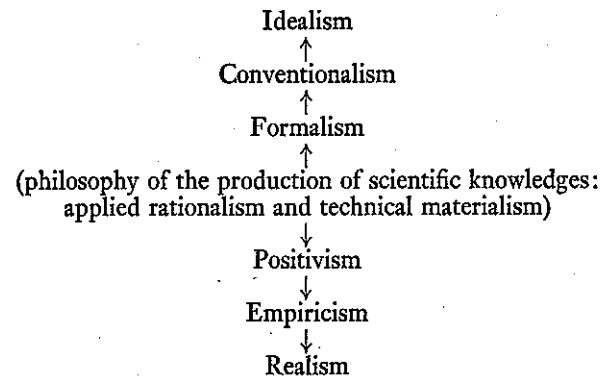 Idealism
↑
Conventionalism
↑
Formalism
↑
(philosophy of the production of scientific knowledges:
applied rationalism and technical materialism)
↓
Positivism
↓
Empiricism
↓
Realism